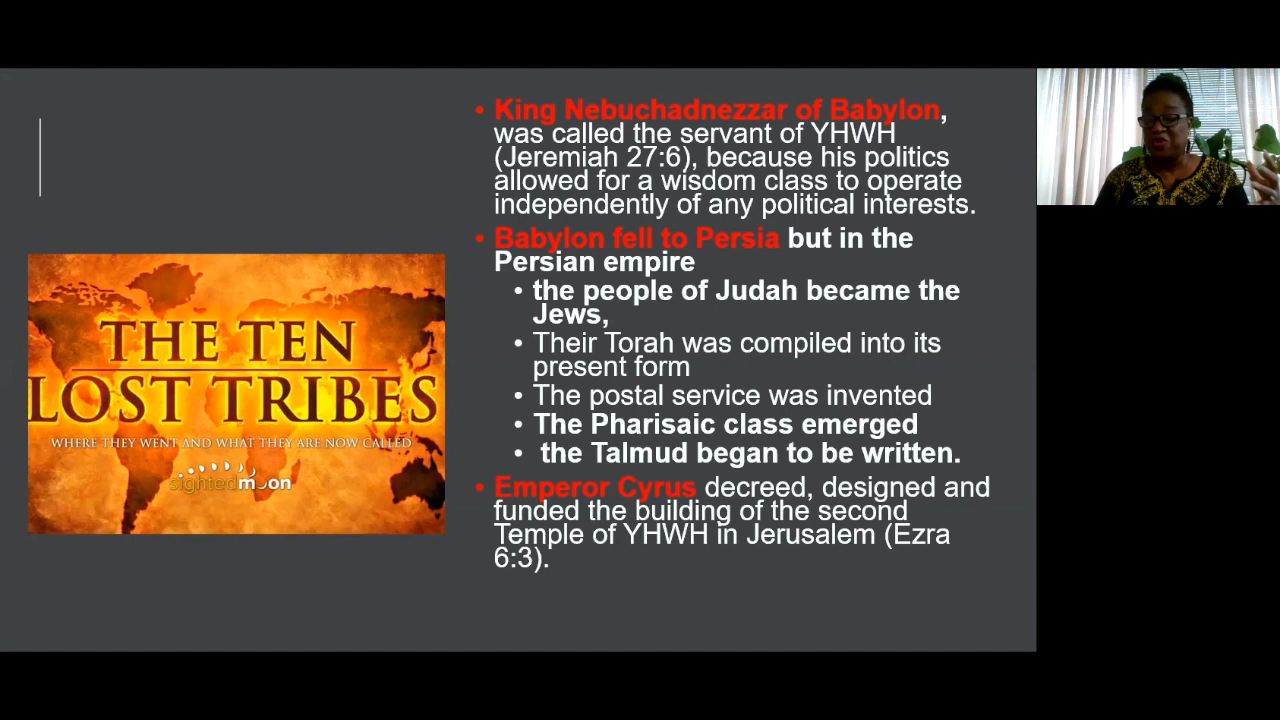 • King Nebuchadnezzar of Babylon,
was called the servant of YHWH
(Jeremiah 27:6), because his politics
allowed for a wisdom class to operate
independently of any political interests.
• Babylon fell to Persia but in the
Persian empire
• the people of Judah became the
Jews,
• Their Torah was compiled into its
present form
• The postal service was invented
• The Pharisaic class emerged
• the Talmud began to be written.
• Emperor Cyrus decreed, designed and
funded the building of the second
Temple of YHWH in Jerusalem (Ezra
6:3).
THE TEN
LOST TRIBES
WHERE THEY WENT AND WHAT THEY ARE NOW CALLED
sightedmoon